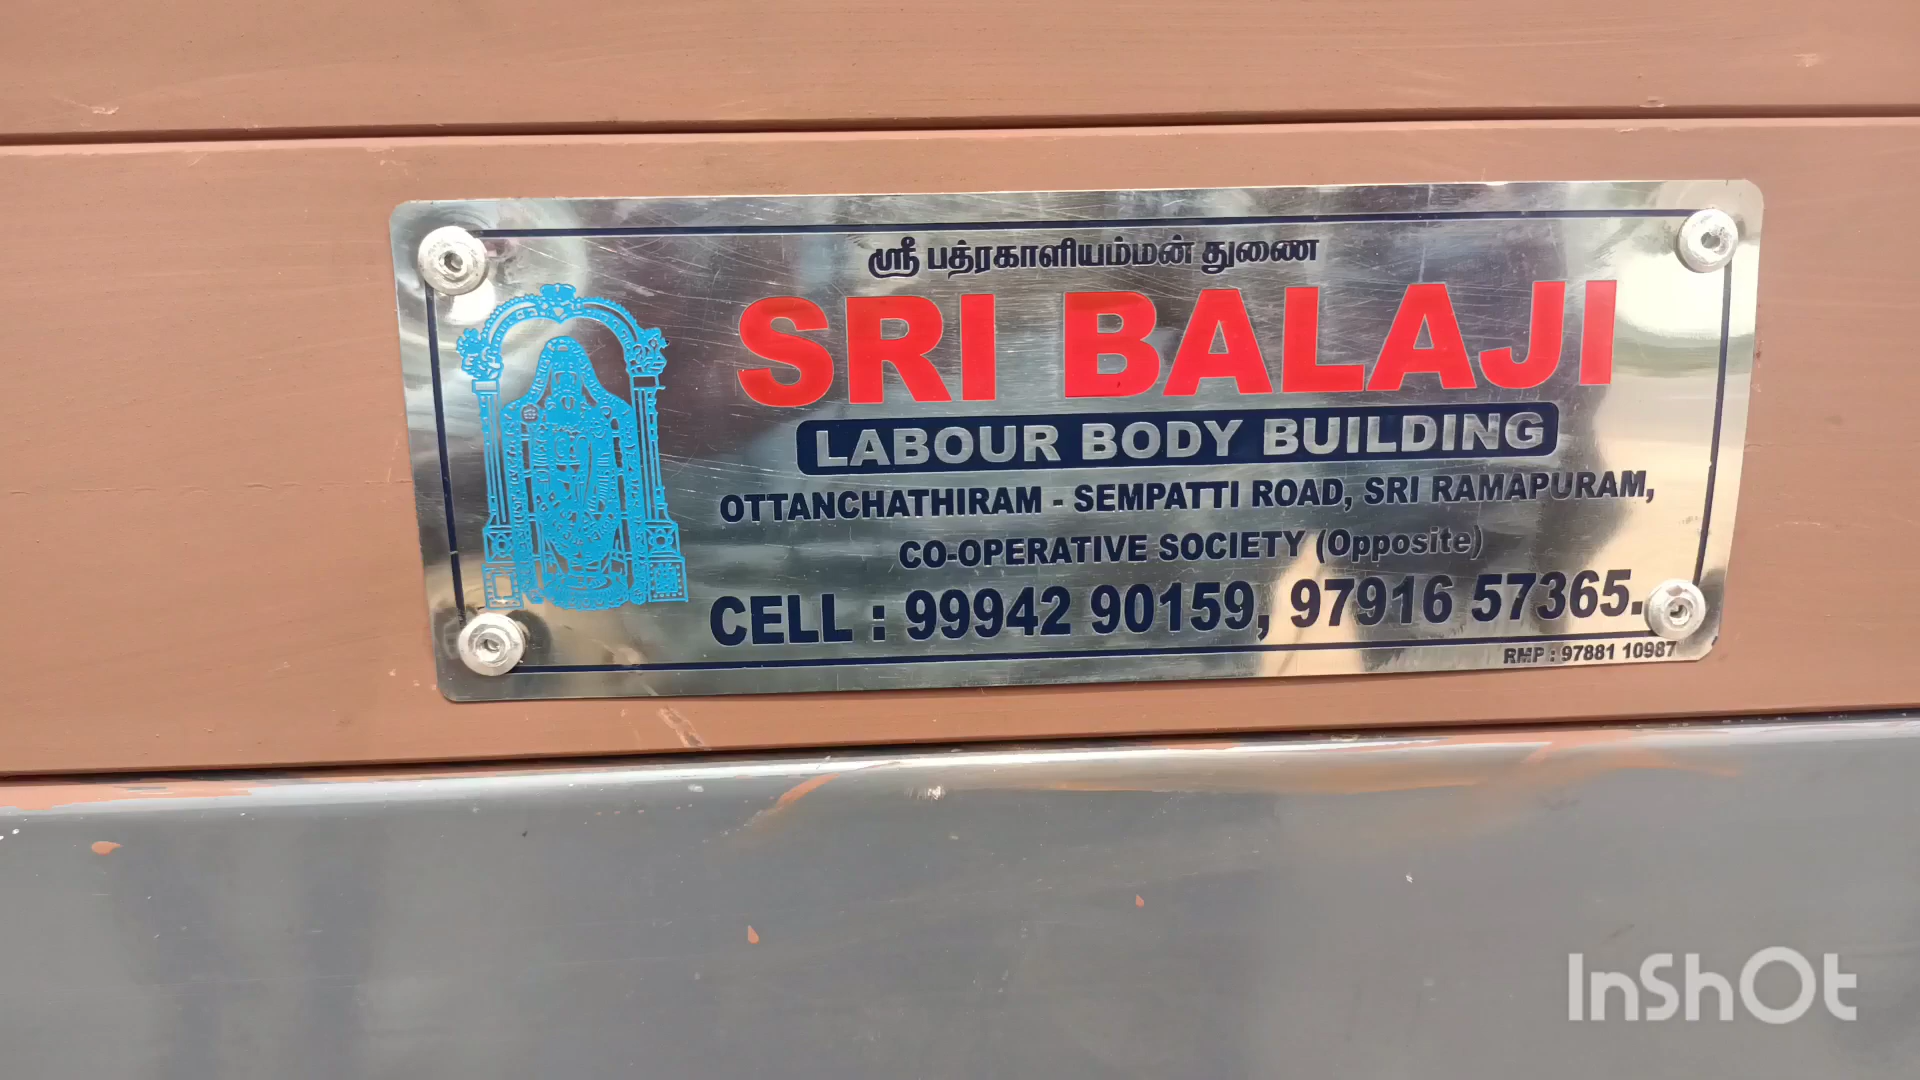 ஸ்ரீ பத்ரகாளியம்மன் துணை
SRI BALAJI
LABOUR BODY BUILDING
OTTANCHATHIRAM - SEMPATTI ROAD, SRI RAMAPURAM,
CO-OPERATIVE SOCIETY (Opposite)
CELL : 99942 90159, 97916 57365.
RMP : 97881 10987
InShOt